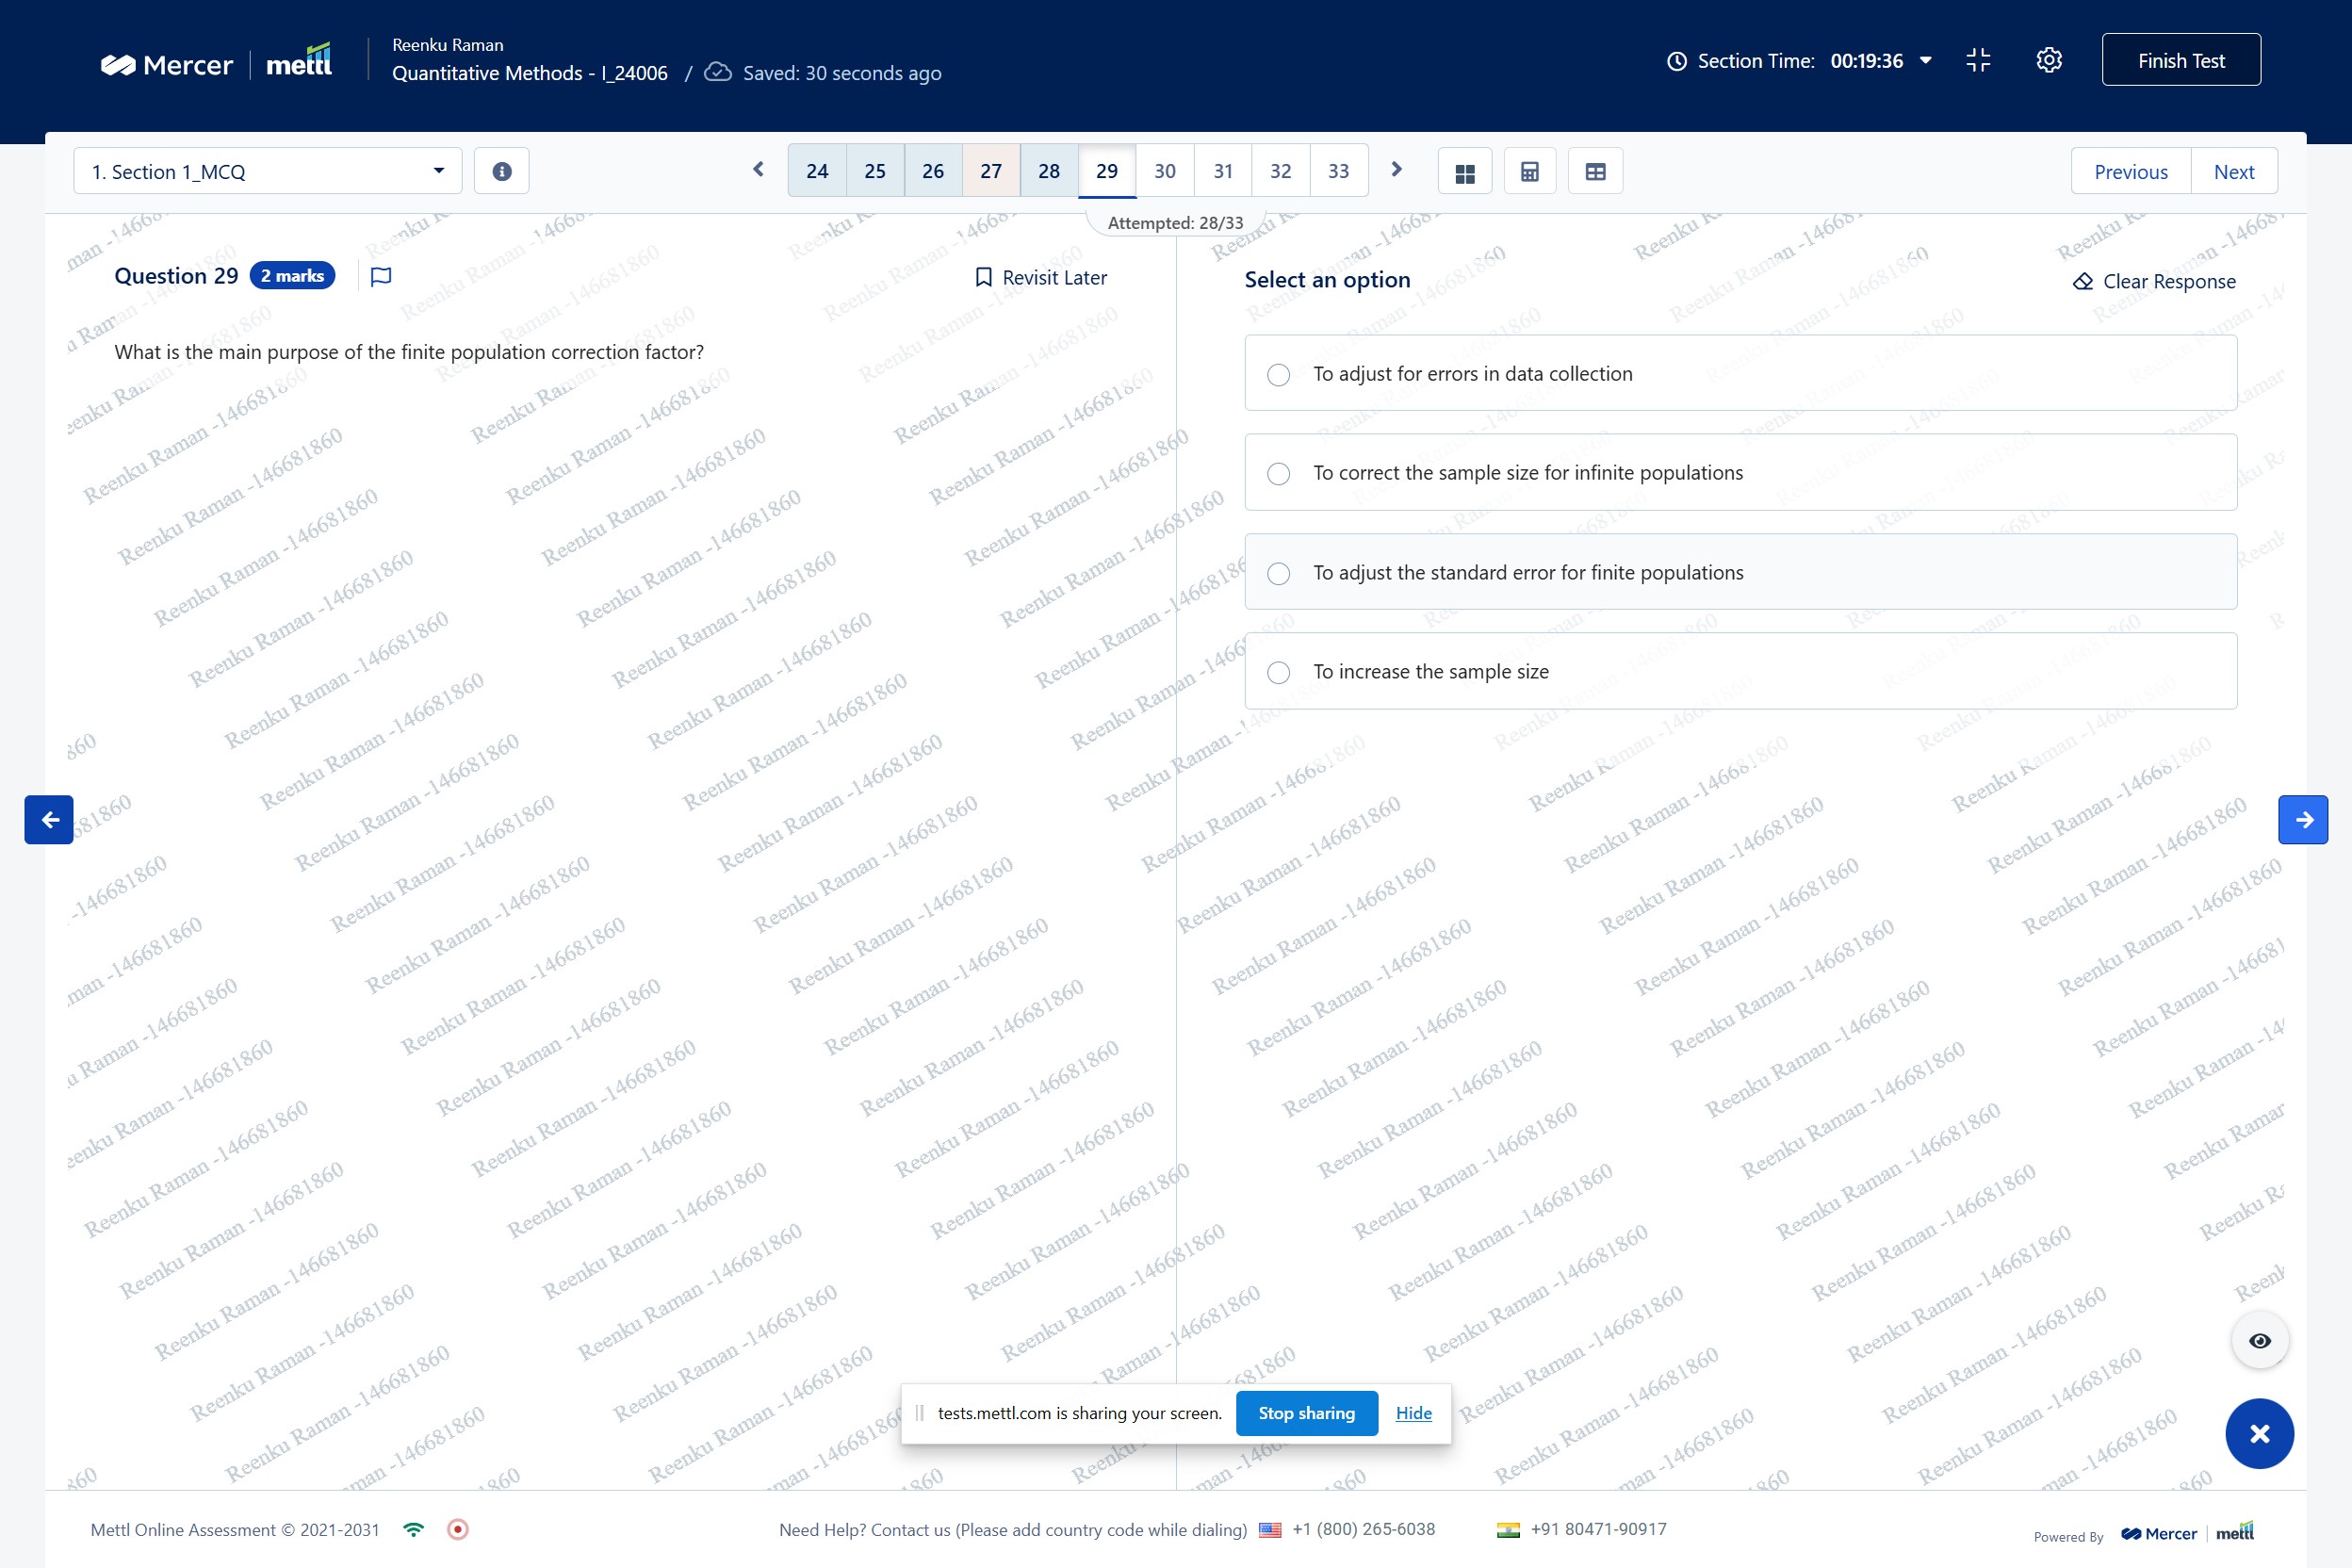 Mercer | mettl
Reenku Raman
Quantitative Methods - I_24006 / Saved: 30 seconds ago
Section Time: 00:19:36
Finish Test
1. Section 1_MCQ
24 25 26 27 28 29 30 31 32 33
Previous Next
Attempted: 28/33
Question 29 2 marks
Revisit Later
What is the main purpose of the finite population correction factor?
Select an option
Clear Response
To adjust for errors in data collection
To correct the sample size for infinite populations
To adjust the standard error for finite populations
To increase the sample size
Reenku Raman -146681860
tests.mettl.com is sharing your screen. Stop sharing Hide
Mettl Online Assessment © 2021-2031
Need Help? Contact us (Please add country code while dialing) +1 (800) 265-6038 +91 80471-90917
Powered By Mercer | mettl